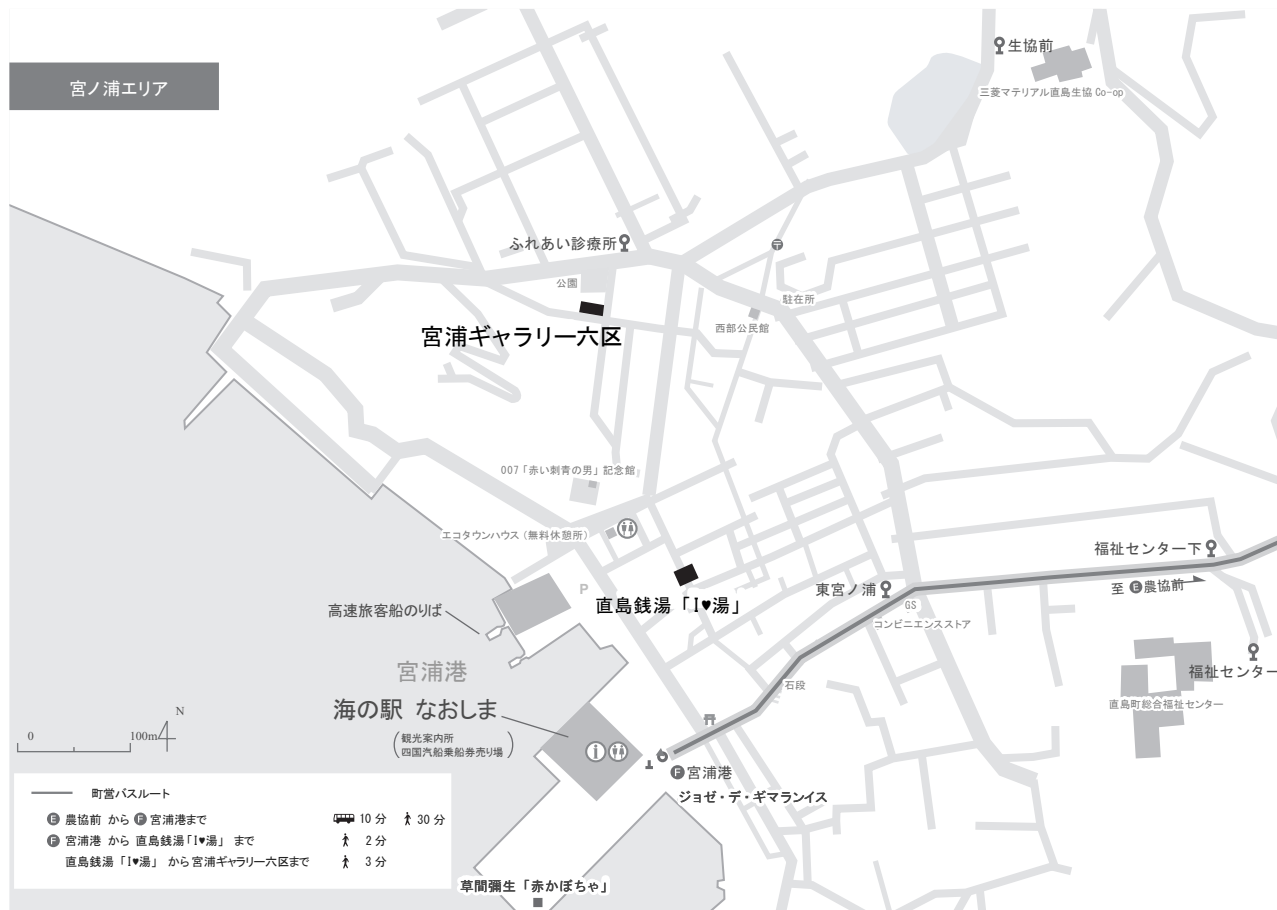 宮ノ浦エリア
生協前
三菱マテリアル直島生協 Co-op
ふれあい診療所
〒
公園
駐在所
西部公民館
宮浦ギャラリー六区
007「赤い刺青の男」記念館
エコタウンハウス（無料休憩所）
福祉センター下
至 E 農協前
P
直島銭湯「I♥湯」
東宮ノ浦
GS
コンビニエンスストア
高速旅客船のりば
宮浦港
福祉センター
石段
直島町総合福祉センター
海の駅 なおしま
観光案内所
四国汽船乗船券売り場
i
F 宮浦港
ジョゼ・デ・ギマランイス
N
0 100m
町営バスルート
E 農協前 から F 宮浦港まで 10 分 30 分
F 宮浦港 から 直島銭湯「I♥湯」 まで 2 分
直島銭湯「I♥湯」 から宮浦ギャラリー六区まで 3 分
草間彌生「赤かぼちゃ」